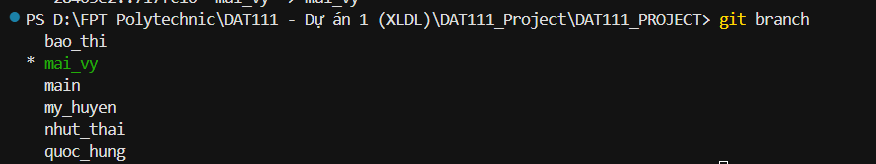 PS D:\FPT Polytechnic\DAT111 - Dự án 1 (XLDL)\DAT111_Project\DAT111_PROJECT> git branch
bao_thi
* mai_vy
main
my_huyen
nhut_thai
quoc_hung